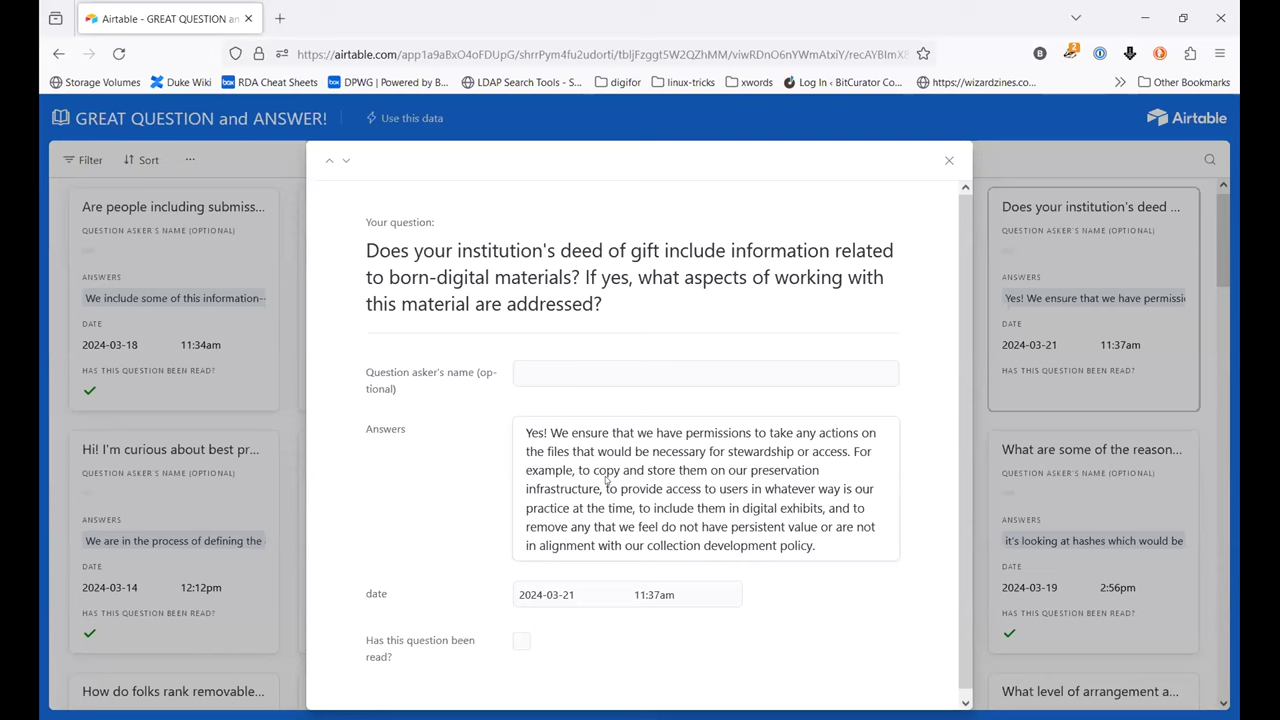 Airtable - GREAT QUESTION an
https://airtable.com/app1a9aBxO4oFDUpG/shrrPym4fu2udorti/tbljFzggt5W2QZhMM/viwRDnO6nYWmAtxiY/recAYBImX
2
Storage Volumes
Duke Wiki
RDA Cheat Sheets
DPWG | Powered by B...
LDAP Search Tools - S...
digifor
linux-tricks
xwords
Log In ‹ BitCurator Co...
https://wizardzines.co...
Other Bookmarks
GREAT QUESTION and ANSWER!
Use this data
Airtable
Filter
Sort
...
Are people including submiss...
QUESTION ASKER'S NAME (OPTIONAL)
ANSWERS
We include some of this information-
DATE
2024-03-18 11:34am
HAS THIS QUESTION BEEN READ?
Hi! I'm curious about best pr...
QUESTION ASKER'S NAME (OPTIONAL)
ANSWERS
We are in the process of defining the
DATE
2024-03-14 12:12pm
HAS THIS QUESTION BEEN READ?
How do folks rank removable...
Your question:
Does your institution's deed of gift include information related
to born-digital materials? If yes, what aspects of working with
this material are addressed?
Question asker's name (op-
tional)
Answers
Yes! We ensure that we have permissions to take any actions on
the files that would be necessary for stewardship or access. For
example, to copy and store them on our preservation
infrastructure, to provide access to users in whatever way is our
practice at the time, to include them in digital exhibits, and to
remove any that we feel do not have persistent value or are not
in alignment with our collection development policy.
date
2024-03-21 11:37am
Has this question been
read?
Does your institution's deed ...
QUESTION ASKER'S NAME (OPTIONAL)
ANSWERS
Yes! We ensure that we have permissi
DATE
2024-03-21 11:37am
HAS THIS QUESTION BEEN READ?
What are some of the reason...
QUESTION ASKER'S NAME (OPTIONAL)
ANSWERS
it's looking at hashes which would be
DATE
2024-03-19 2:56pm
HAS THIS QUESTION BEEN READ?
What level of arrangement a...